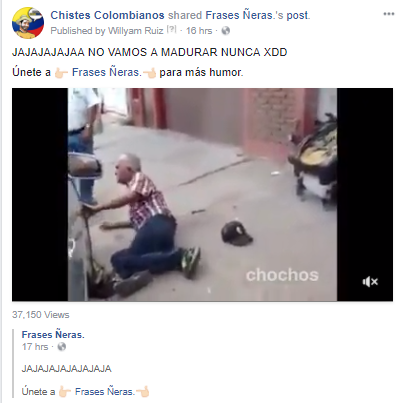 Chistes Colombianos shared Frases Ñeras.'s post.
Published by Willyam Ruiz [?] · 16 hrs ·
JAJAJAJAJAA NO VAMOS A MADURAR NUNCA XDD
Únete a 👉🏻 Frases Ñeras.👈🏻 para más humor.
chochos
37,150 Views
Frases Ñeras.
17 hrs ·
JAJAJAJAJAJAJAJA
Únete a 👉🏻 Frases Ñeras.👈🏻